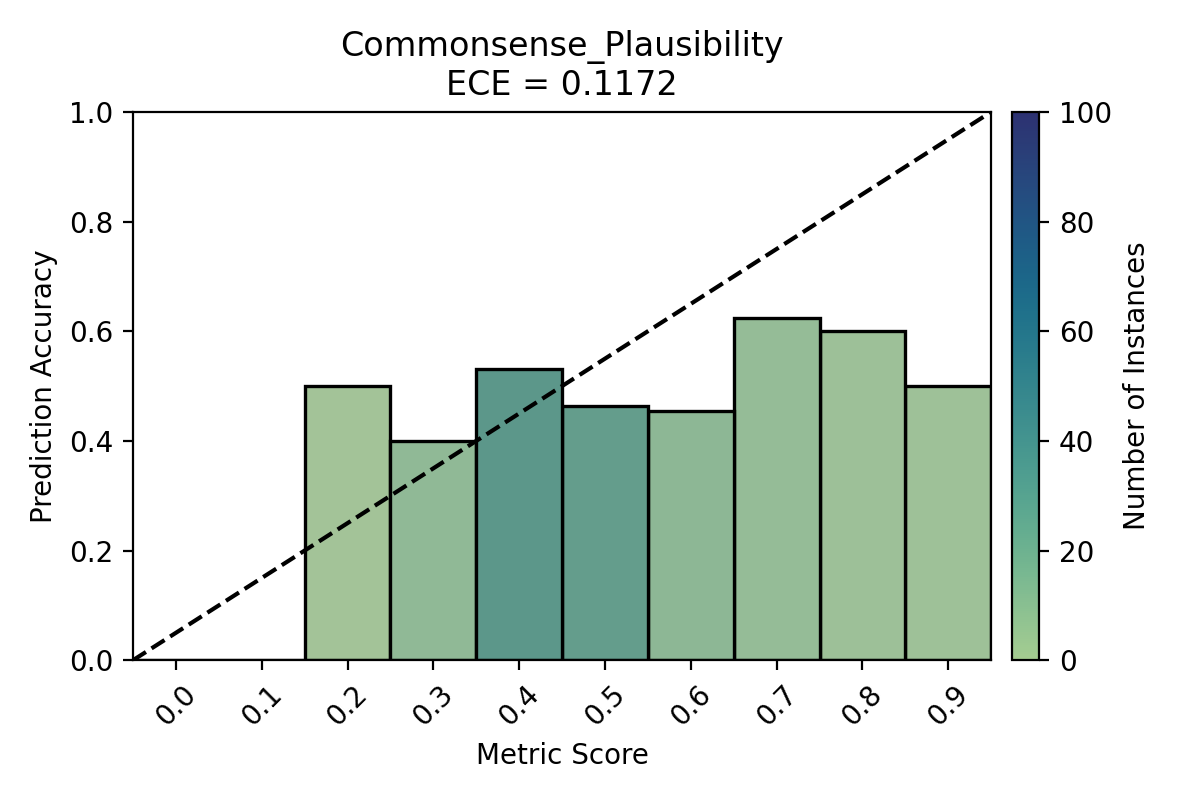 Commonsense_Plausibility
ECE = 0.1172
Prediction Accuracy
1.0
0.8
0.6
0.4
0.2
0.0
0.0 0.1 0.2 0.3 0.4 0.5 0.6 0.7 0.8 0.9
Metric Score
100
80
60
40
20
0
Number of Instances